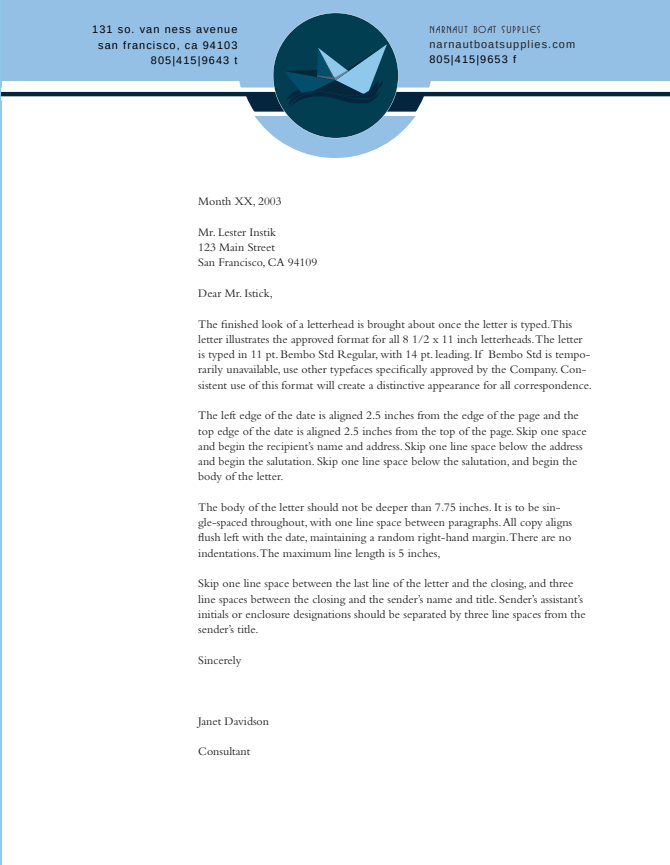 131 so. van ness avenue
san francisco, ca 94103
805|415|9643 t
NARNAUT BOAT SUPPLIES
narnautboatsupplies.com
805|415|9653 f
Month XX, 2003
Mr. Lester Instik
123 Main Street
San Francisco, CA 94109
Dear Mr. Istick,
The finished look of a letterhead is brought about once the letter is typed. This
letter illustrates the approved format for all 8 1/2 x 11 inch letterheads. The letter
is typed in 11 pt. Bembo Std Regular, with 14 pt. leading. If  Bembo Std is tempo-
rarily unavailable, use other typefaces specifically approved by the Company. Con-
sistent use of this format will create a distinctive appearance for all correspondence.
The left edge of the date is aligned 2.5 inches from the edge of the page and the
top edge of the date is aligned 2.5 inches from the top of the page. Skip one space
and begin the recipient's name and address. Skip one line space below the address
and begin the salutation. Skip one line space below the salutation, and begin the
body of the letter.
The body of the letter should not be deeper than 7.75 inches. It is to be sin-
gle-spaced throughout, with one line space between paragraphs. All copy aligns
flush left with the date, maintaining a random right-hand margin. There are no
indentations. The maximum line length is 5 inches,
Skip one line space between the last line of the letter and the closing, and three
line spaces between the closing and the sender's name and title. Sender's assistant's
initials or enclosure designations should be separated by three line spaces from the
sender's title.
Sincerely
Janet Davidson
Consultant